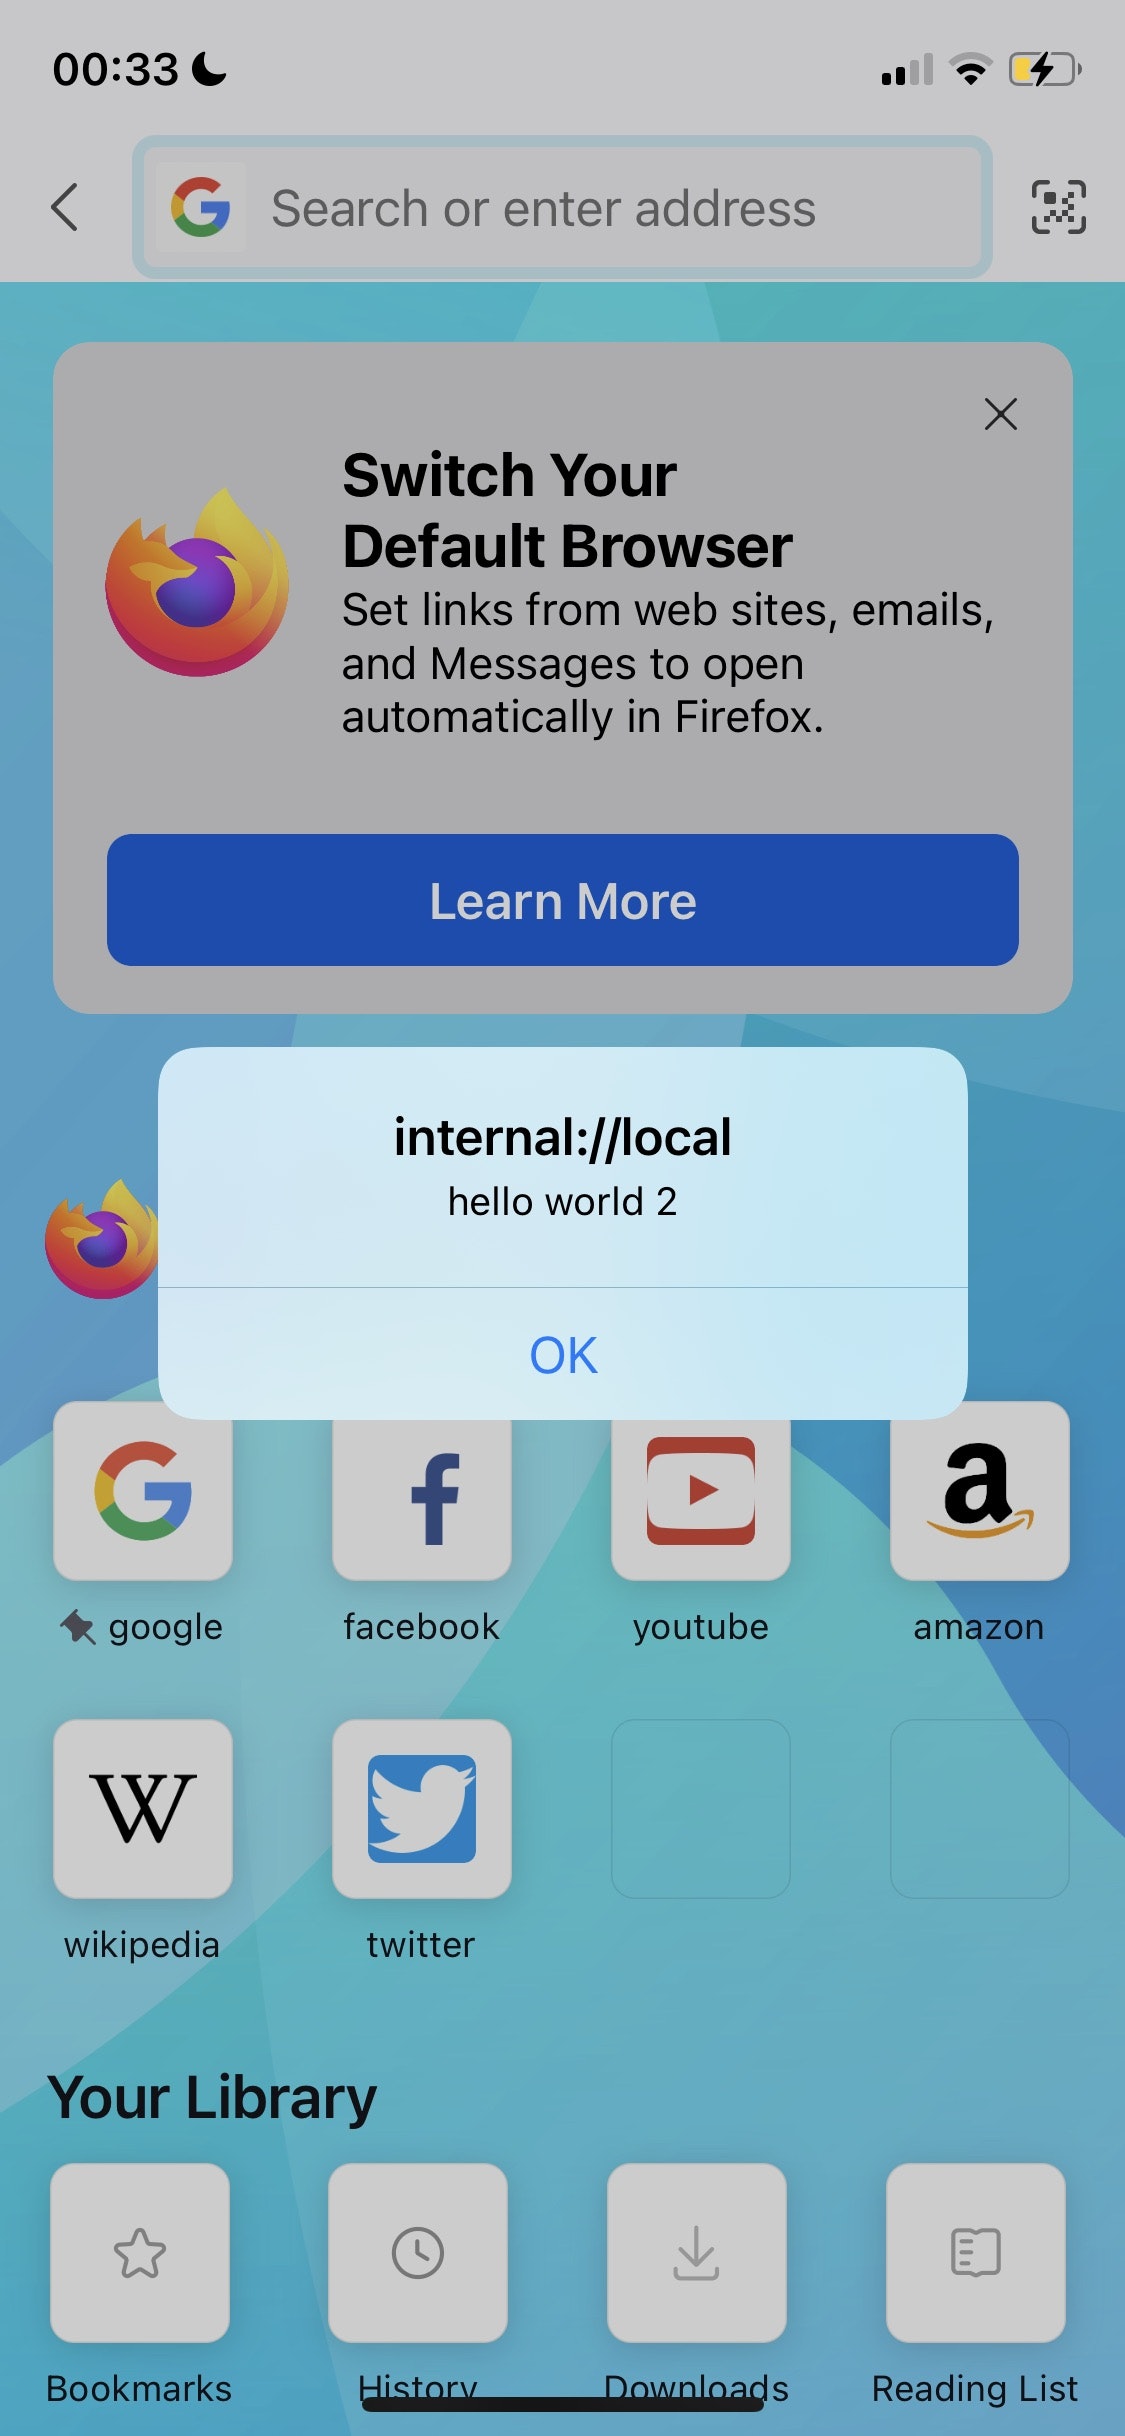 00:33
Search or enter address
Switch Your
Default Browser
Set links from web sites, emails,
and Messages to open
automatically in Firefox.
Learn More
internal://local
hello world 2
OK
google
facebook
youtube
amazon
wikipedia
twitter
Your Library
Bookmarks
History
Downloads
Reading List